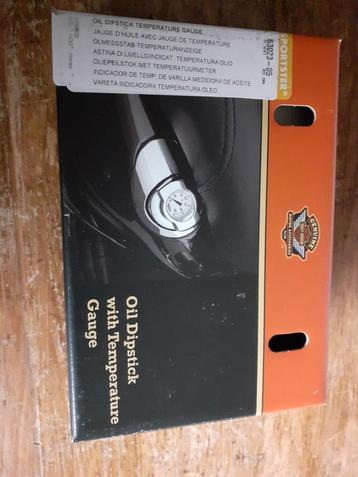 OIL DIPSTICK TEMPERATURE GAUGE
JAUGE D'HUILE AVEC JAUGE DE TEMPERATURE
ÖLMESSSTAB-TEMPERATURANZEIGE
ASTINA DI LIVELLO/INDICAT. TEMPERATURA OLIO
OLIEPEILSTOK MET TEMPERATUURMETER
INDICADOR DE TEMP. DE VARILLA MEDIDORA DE ACEITE
VARETA INDICADORA TEMPERATURA ÓLEO
63023-05
SPORTSTER®
GENUINE
Oil Dipstick
with Temperature
Gauge